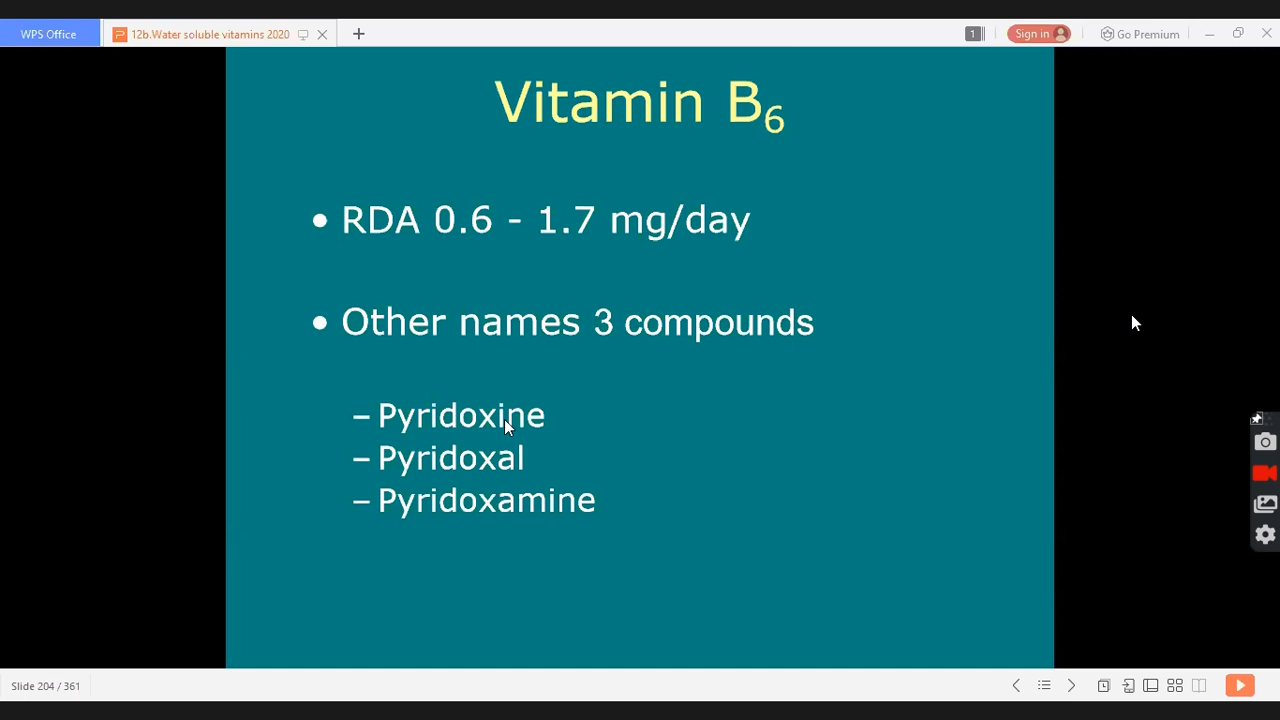 WPS Office
12b.Water soluble vitamins 2020
1
Sign in
Go Premium
Vitamin B₆
• RDA 0.6 - 1.7 mg/day
• Other names 3 compounds
– Pyridoxine
– Pyridoxal
– Pyridoxamine
Slide 204 / 361